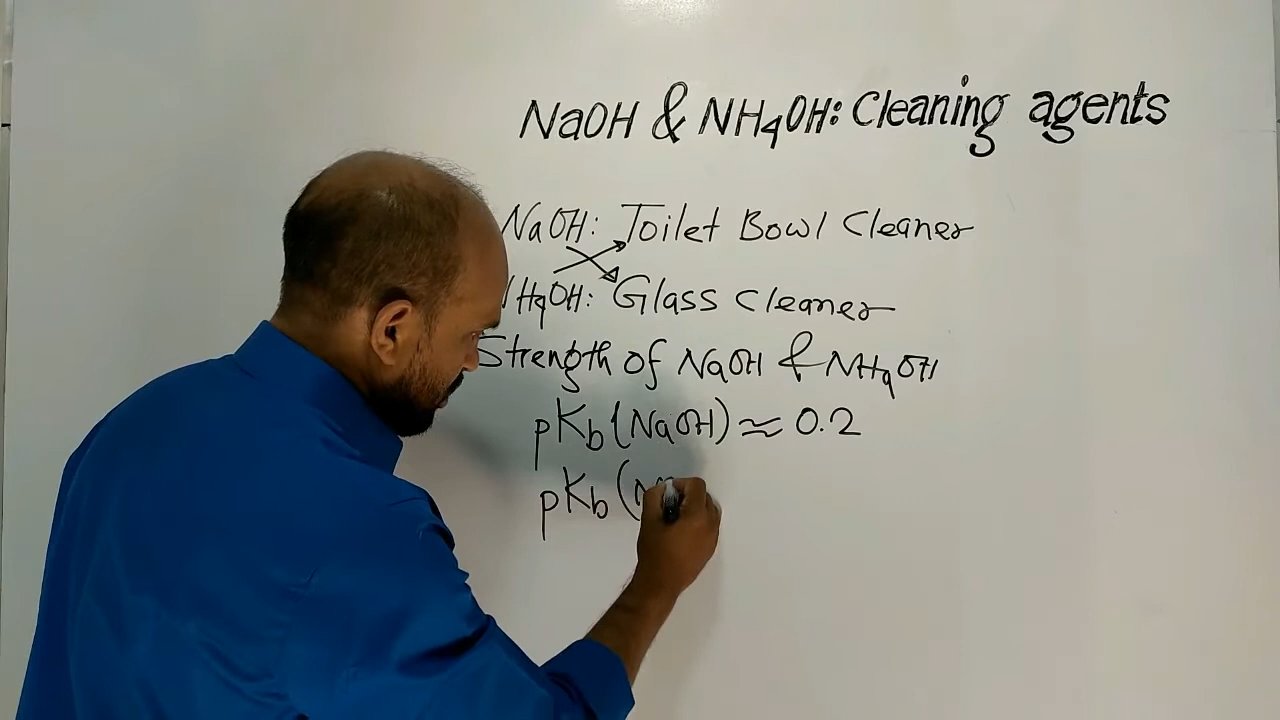 NaOH & NH4OH: Cleaning agents
NaOH: Toilet Bowl Cleaner
H4OH: Glass Cleaner
Strength of NaOH & NH4OH
pKb(NaOH) ≈ 0.2
pKb (N